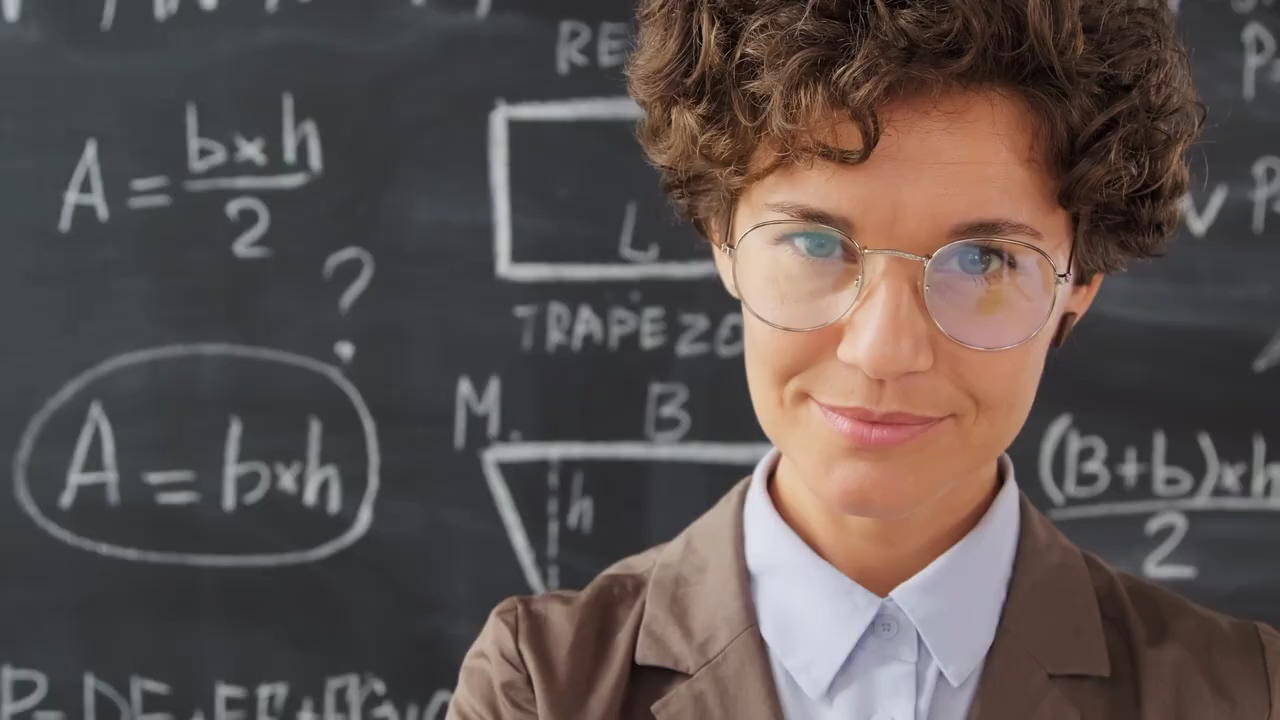 RE
A = b×h
2
?
L
TRAPEZO
A = b×h
M. B
h
(B+b)×h
2